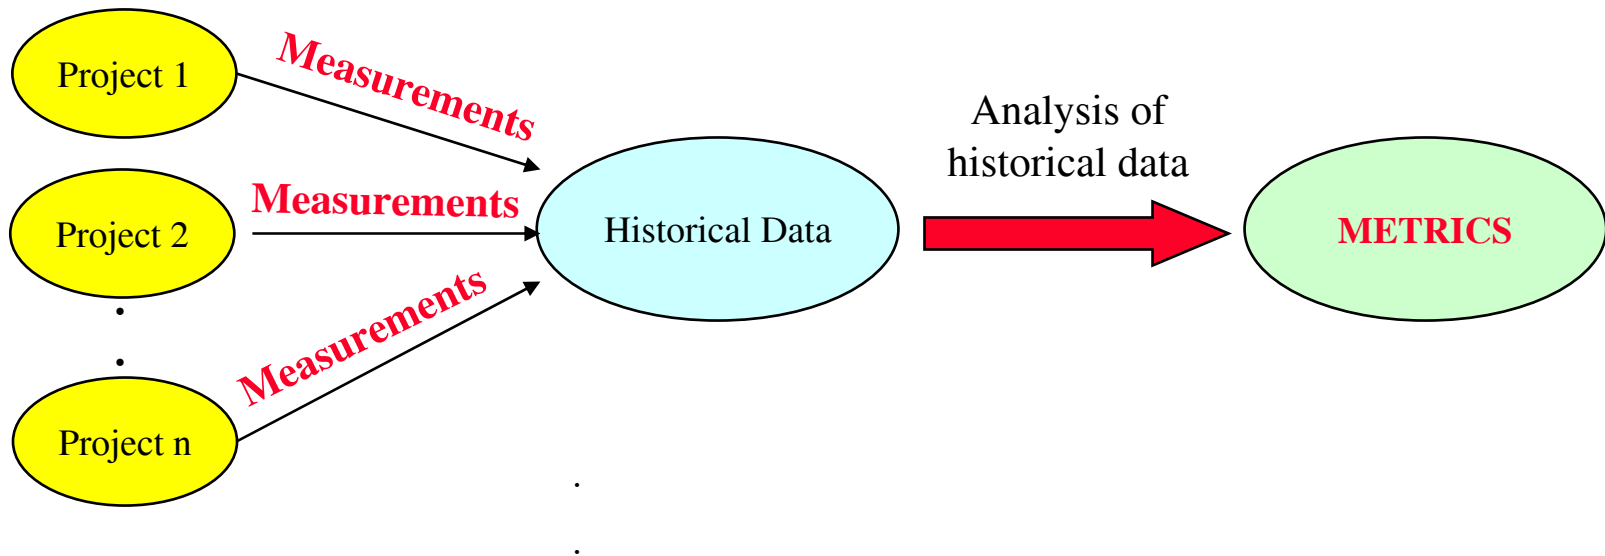 Project 1
Measurements
Analysis of
historical data
Project 2
Measurements
Historical Data
METRICS
.
.
Measurements
Project n
.
.